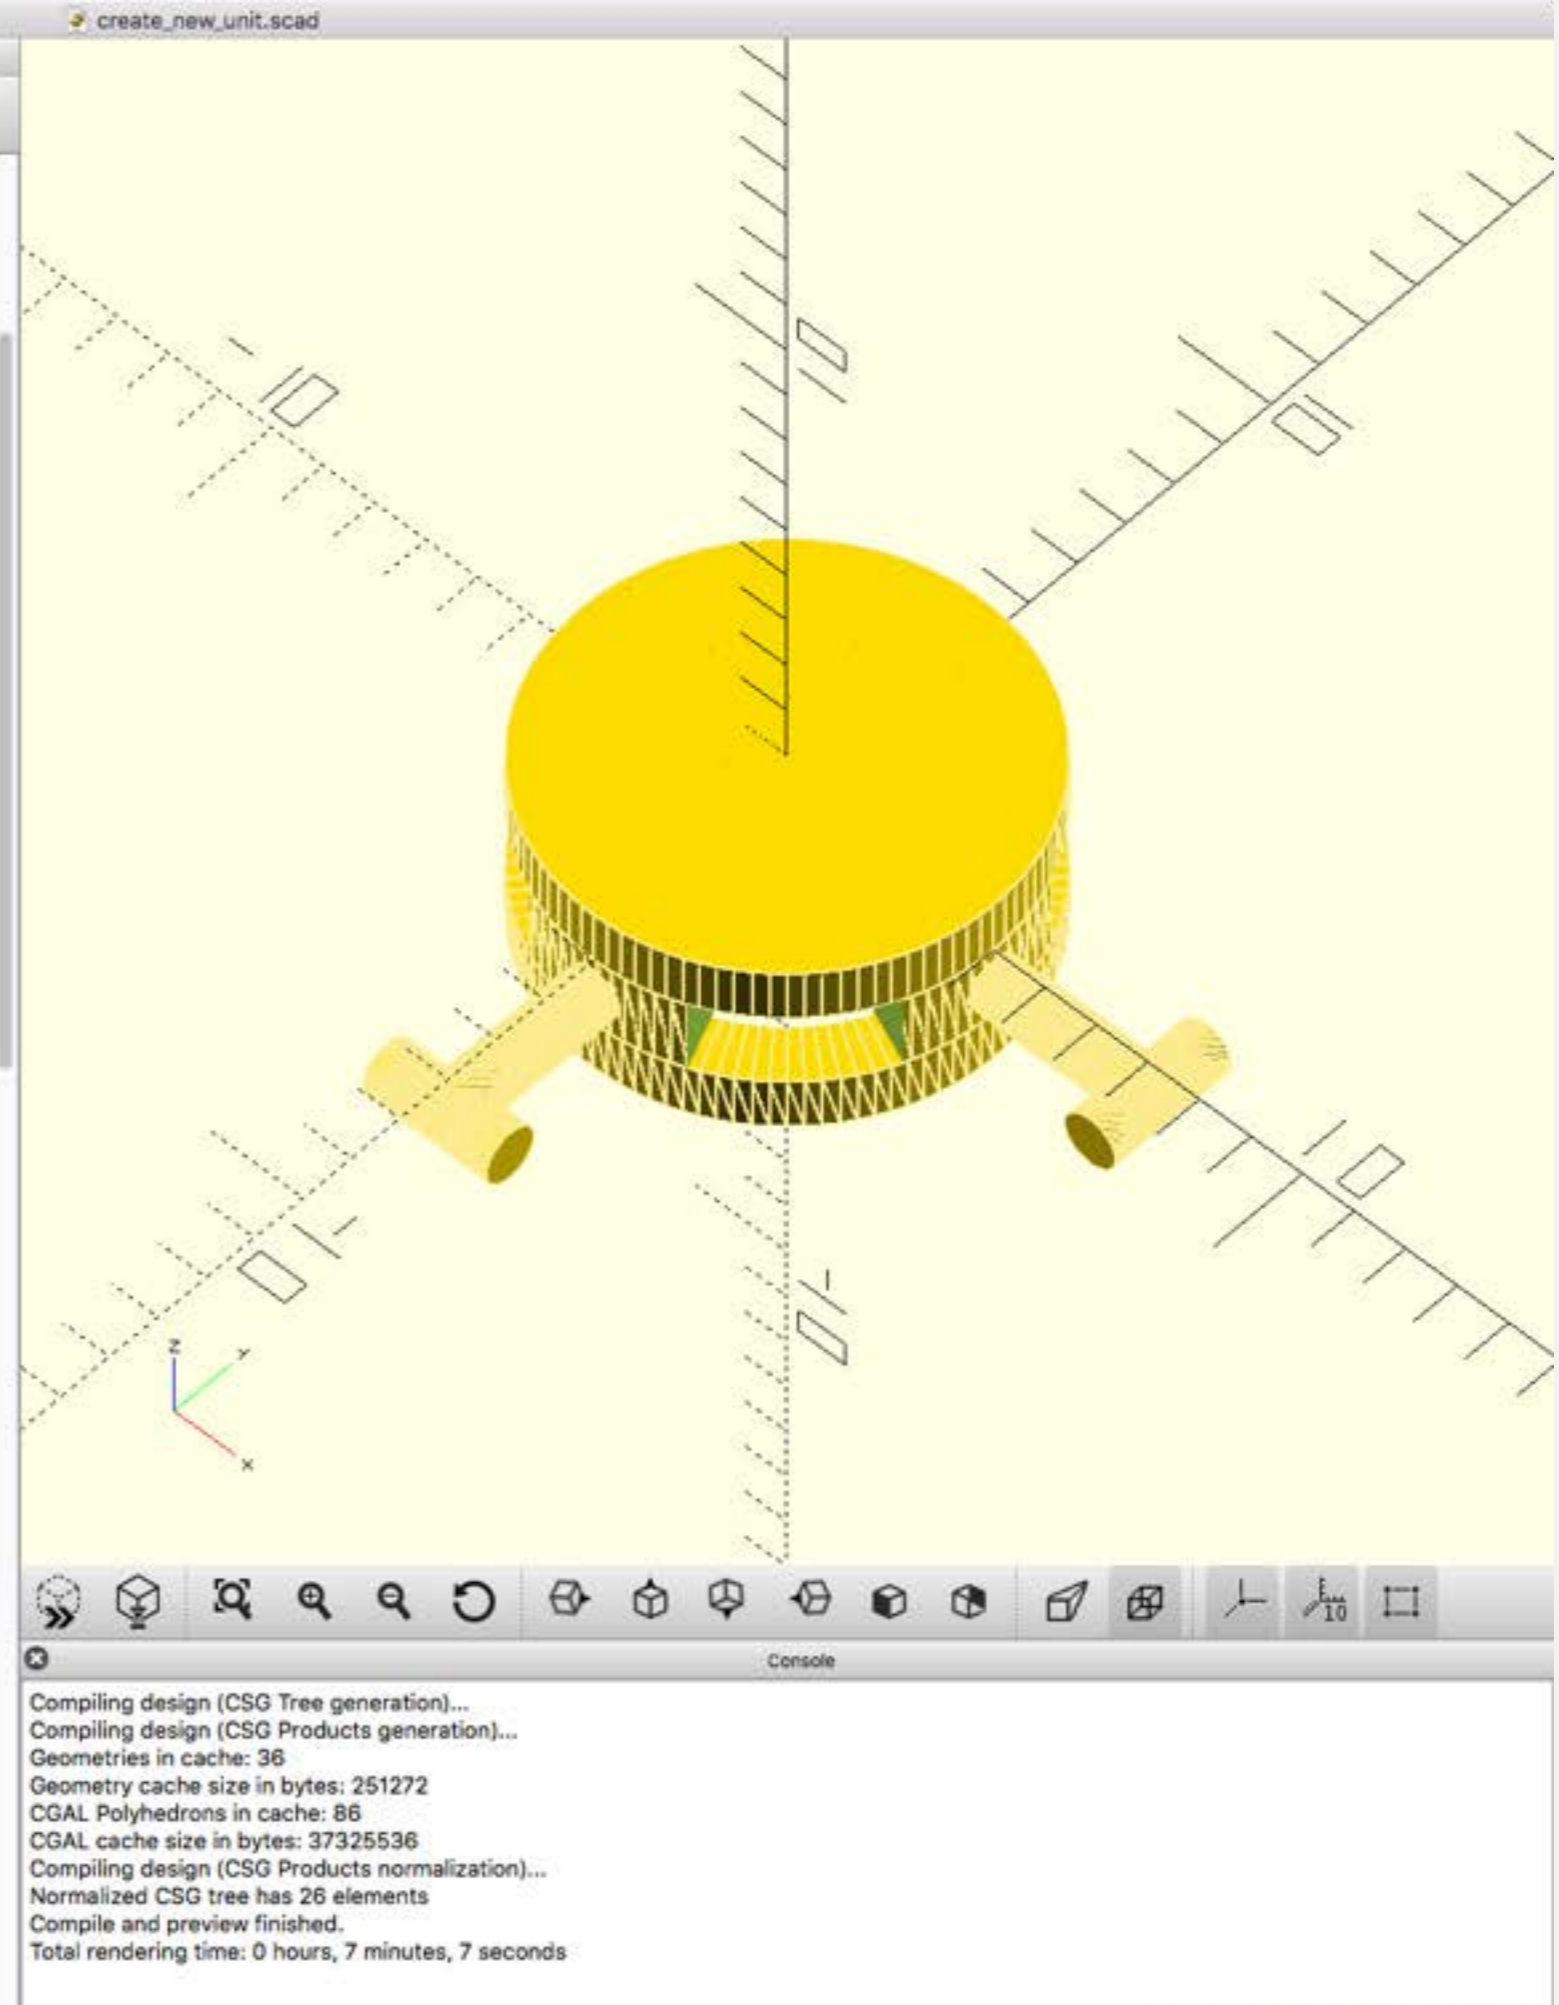 create_new_unit.scad
Z
Y
X
10
Console
Compiling design (CSG Tree generation)...
Compiling design (CSG Products generation)...
Geometries in cache: 36
Geometry cache size in bytes: 251272
CGAL Polyhedrons in cache: 86
CGAL cache size in bytes: 37325536
Compiling design (CSG Products normalization)...
Normalized CSG tree has 26 elements
Compile and preview finished.
Total rendering time: 0 hours, 7 minutes, 7 seconds